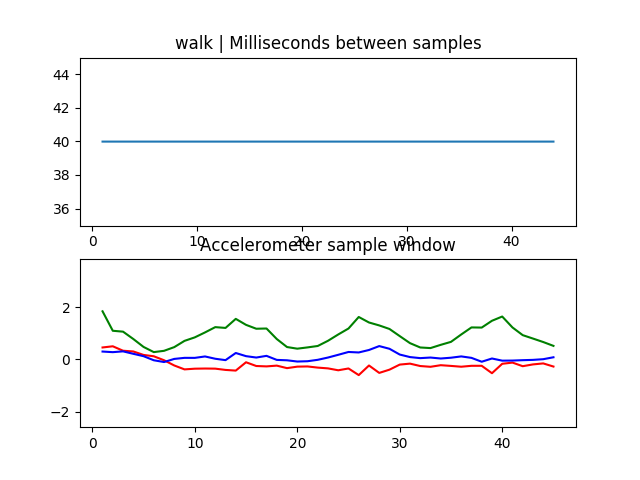 walk | Milliseconds between samples
44
42
40
38
36
0 10 20 30 40
Accelerometer sample window
2
0
−2
0 10 20 30 40